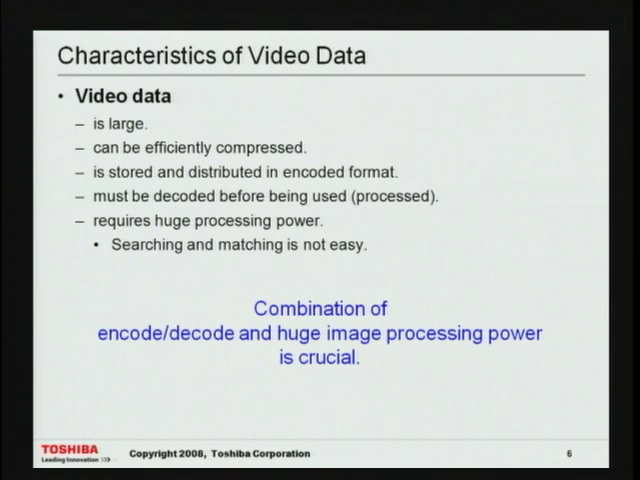 Characteristics of Video Data
• Video data
– is large.
– can be efficiently compressed.
– is stored and distributed in encoded format.
– must be decoded before being used (processed).
– requires huge processing power.
• Searching and matching is not easy.
Combination of
encode/decode and huge image processing power
is crucial.
TOSHIBA
Leading Innovation >>>
Copyright 2008, Toshiba Corporation
6